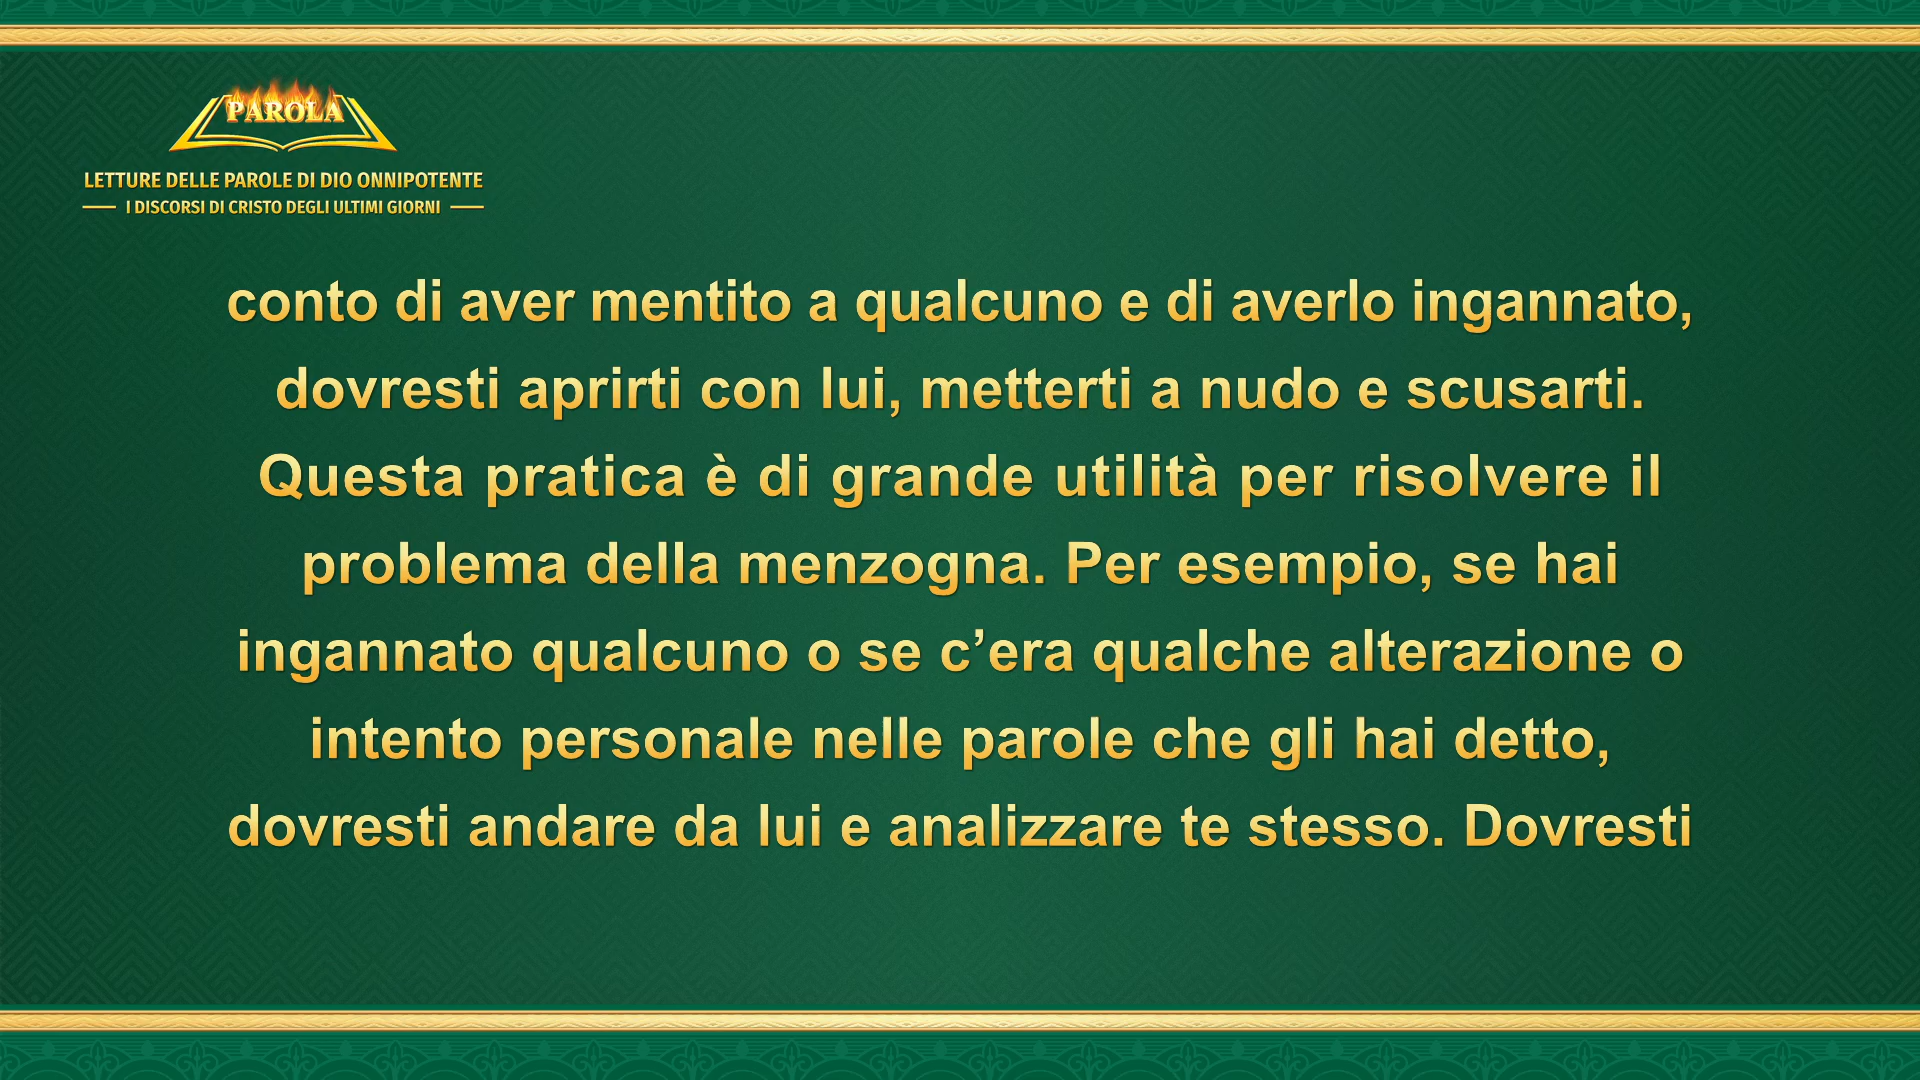 PAROLA
LETTURE DELLE PAROLE DI DIO ONNIPOTENTE
I DISCORSI DI CRISTO DEGLI ULTIMI GIORNI
conto di aver mentito a qualcuno e di averlo ingannato,
dovresti aprirti con lui, metterti a nudo e scusarti.
Questa pratica è di grande utilità per risolvere il
problema della menzogna. Per esempio, se hai
ingannato qualcuno o se c’era qualche alterazione o
intento personale nelle parole che gli hai detto,
dovresti andare da lui e analizzare te stesso. Dovresti